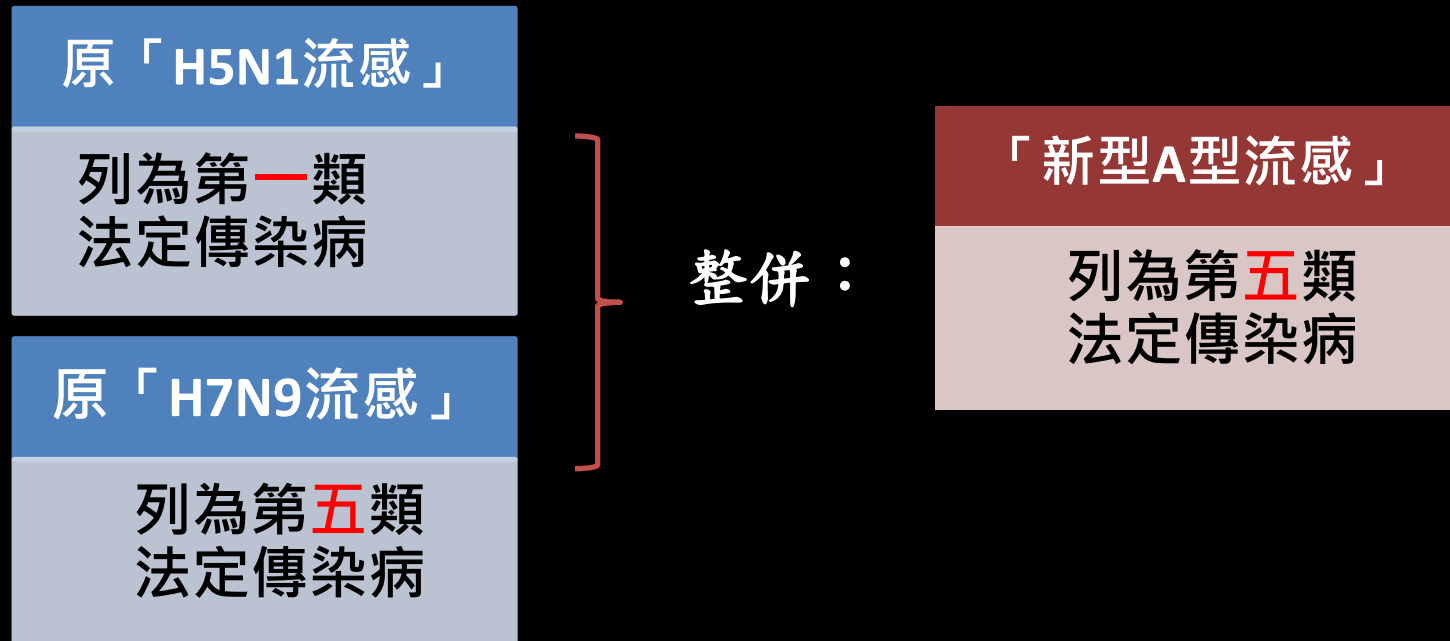 原「H5N1流感」
列為第一類
法定傳染病
原「H7N9流感」
列為第五類
法定傳染病
整併：
「新型A型流感」
列為第五類
法定傳染病